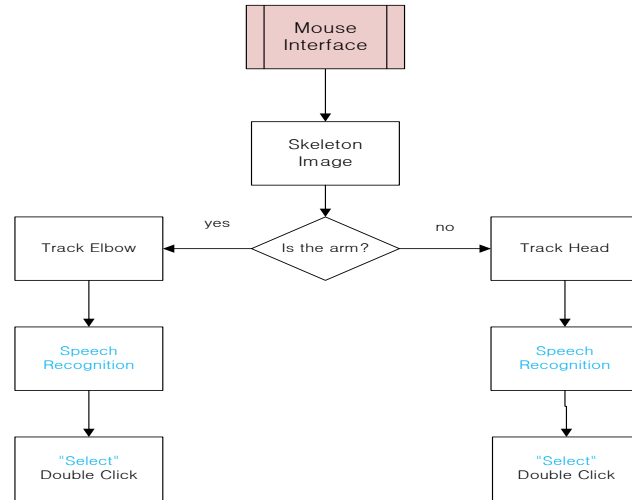 Mouse
Interface
Skeleton
Image
yes
no
Track Elbow
Is the arm?
Track Head
Speech
Recognition
Speech
Recognition
"Select"
Double Click
"Select"
Double Click